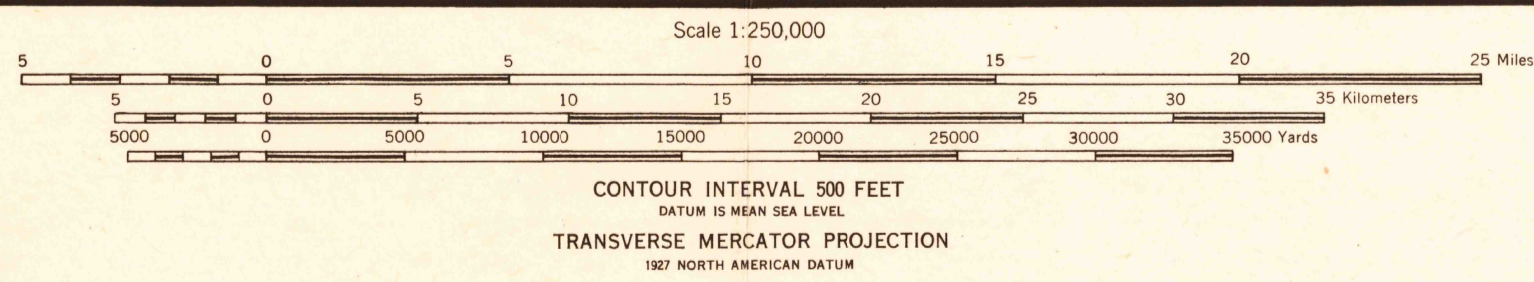 Scale 1:250,000
5 0 5 10 15 20 25 Miles
5 0 5 10 15 20 25 30 35 Kilometers
5000 0 5000 10000 15000 20000 25000 30000 35000 Yards
CONTOUR INTERVAL 500 FEET
DATUM IS MEAN SEA LEVEL
TRANSVERSE MERCATOR PROJECTION
1927 NORTH AMERICAN DATUM